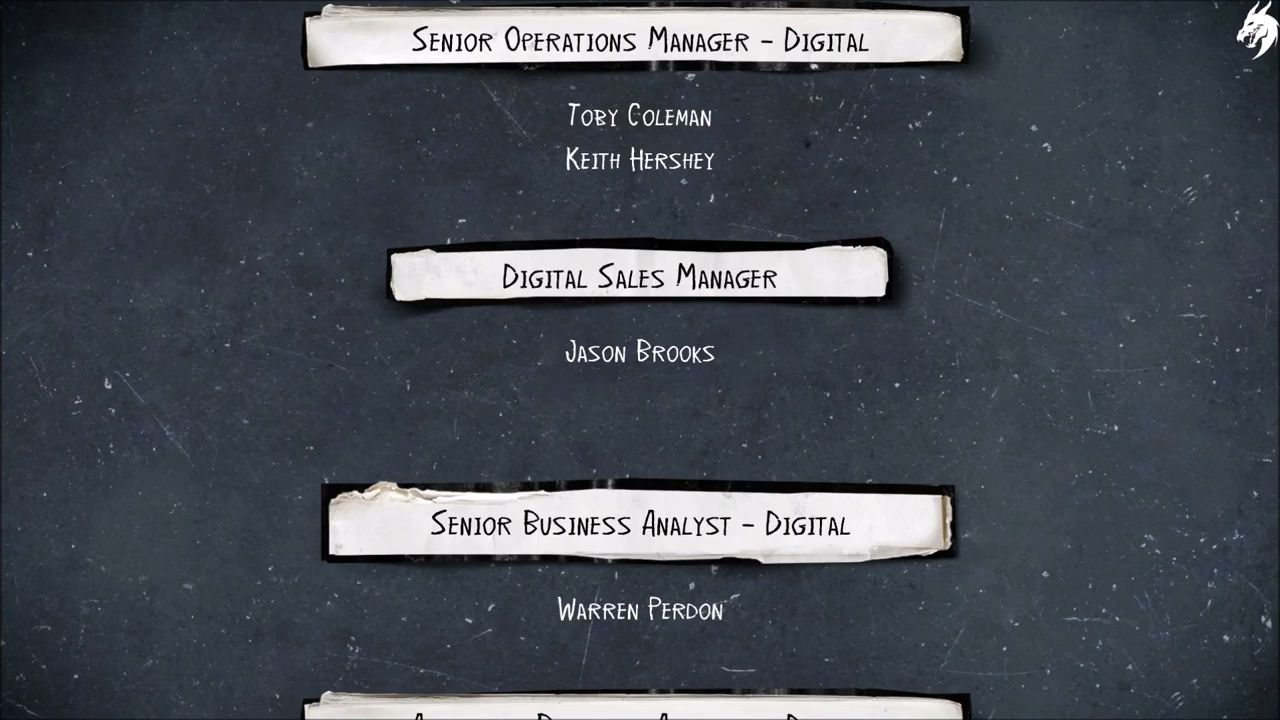 Senior Operations Manager – Digital
Toby Coleman
Keith Hershey
Digital Sales Manager
Jason Brooks
Senior Business Analyst – Digital
Warren Perdon